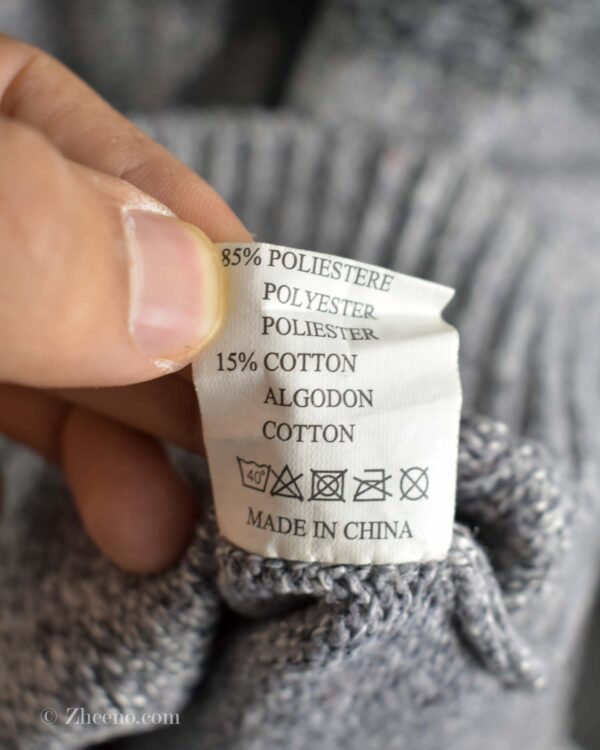 85% POLIESTERE
POLYESTER
POLIESTER
15% COTTON
ALGODON
COTTON
40°
MADE IN CHINA
© Zheeno.com